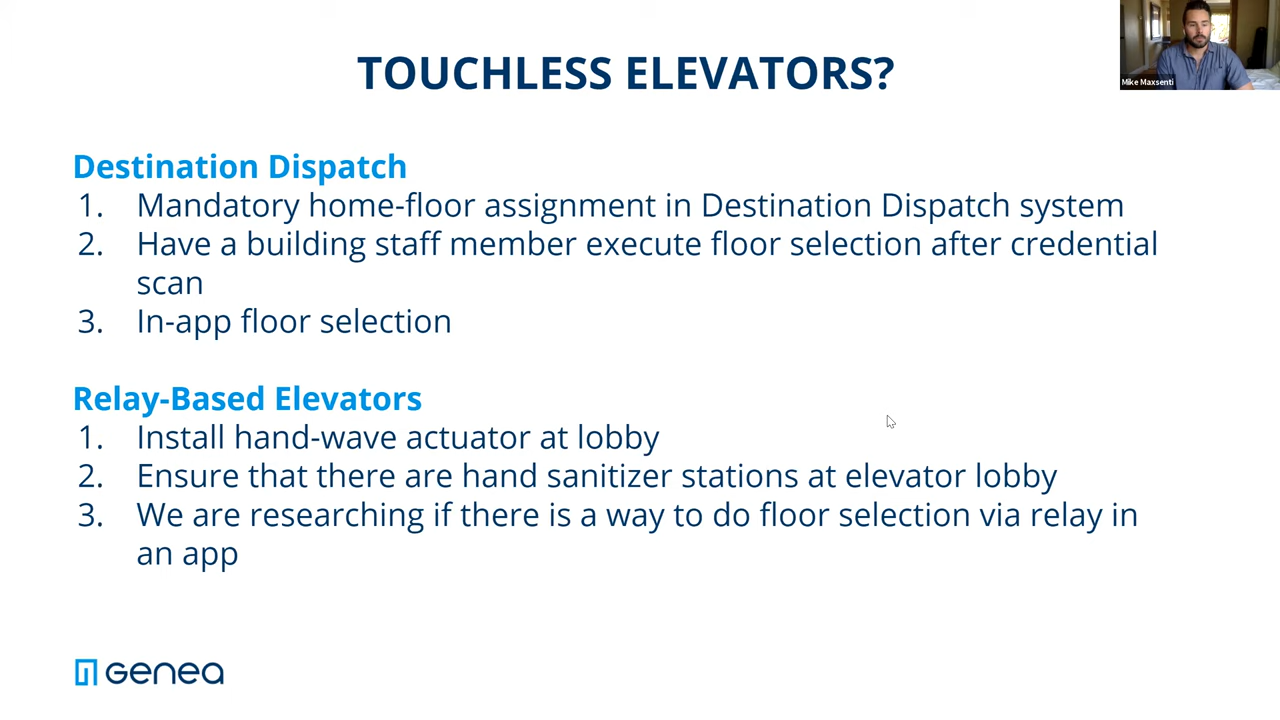 TOUCHLESS ELEVATORS?
Mike Maxsenti
Destination Dispatch
1. Mandatory home-floor assignment in Destination Dispatch system
2. Have a building staff member execute floor selection after credential
scan
3. In-app floor selection
Relay-Based Elevators
1. Install hand-wave actuator at lobby
2. Ensure that there are hand sanitizer stations at elevator lobby
3. We are researching if there is a way to do floor selection via relay in
an app
Genea